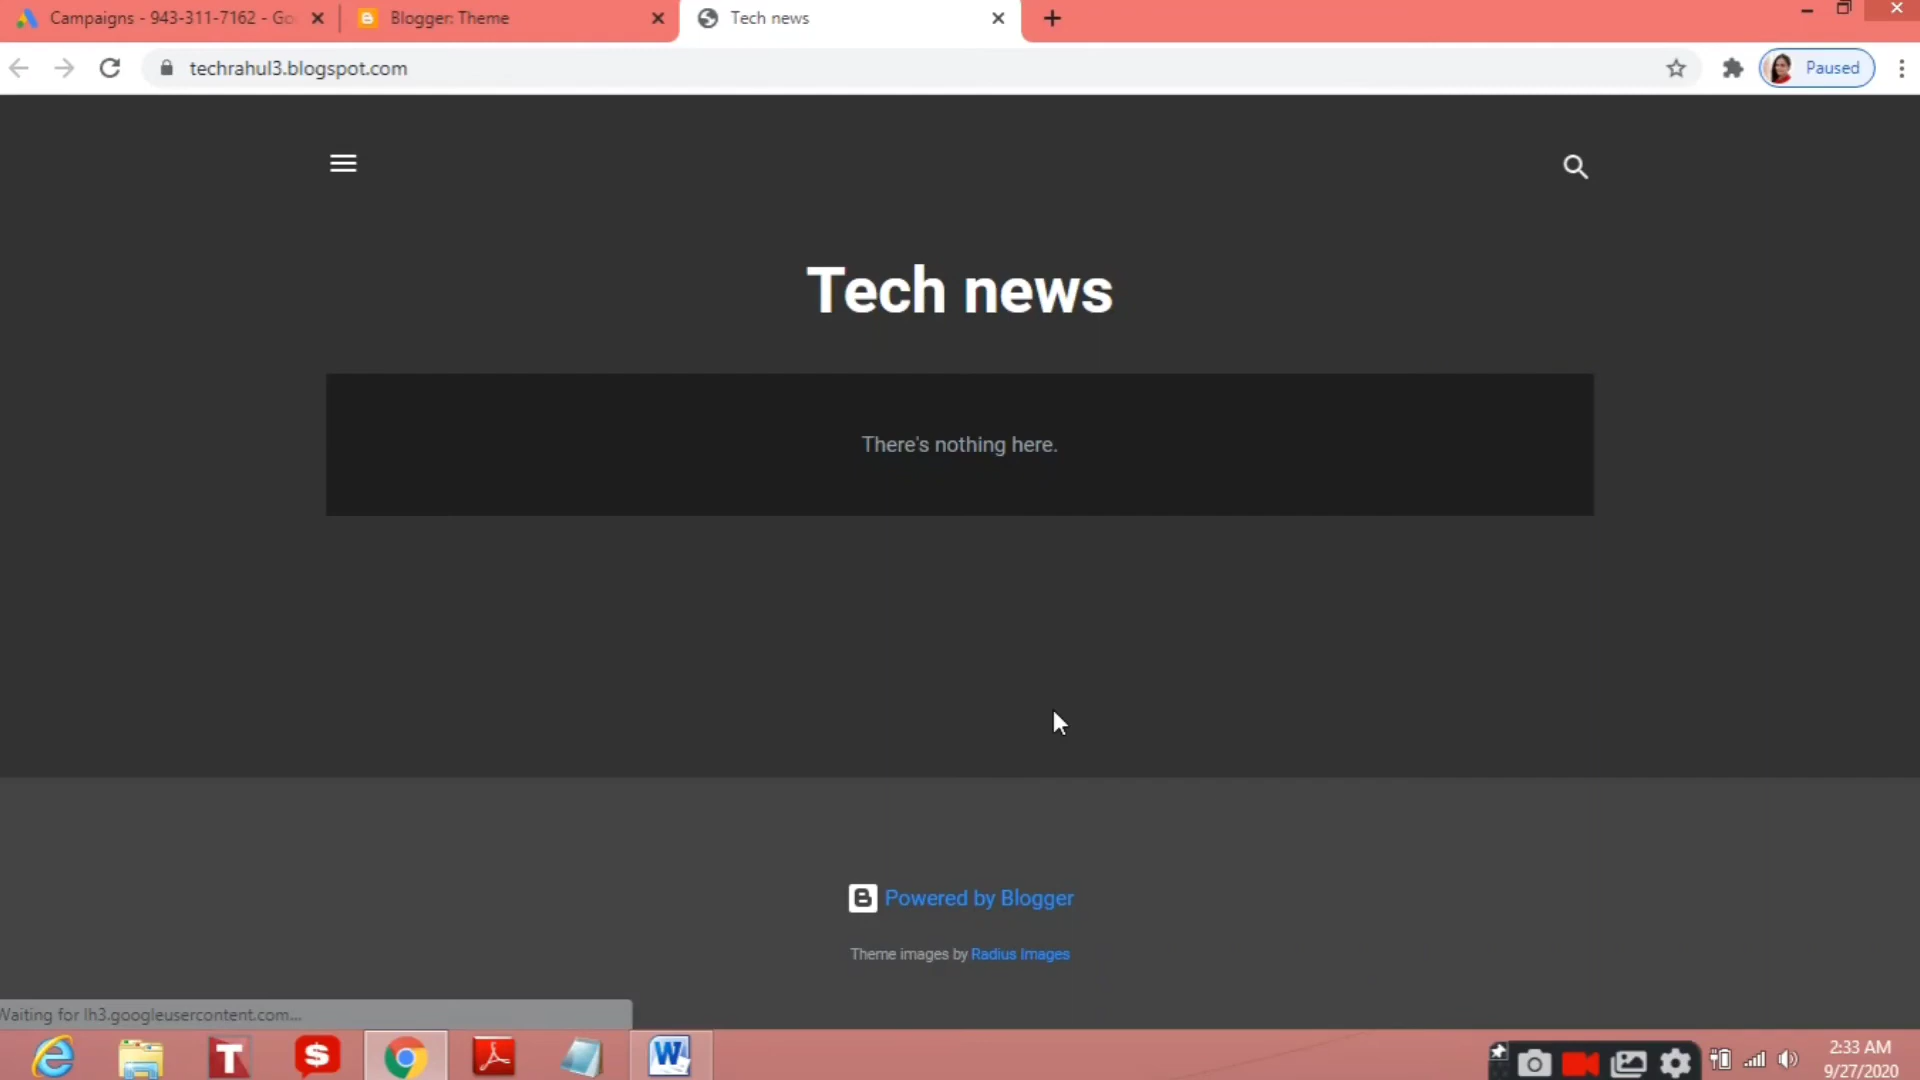 Campaigns - 943-311-7162 - Go
Blogger: Theme
Tech news
techrahul3.blogspot.com
Paused
Tech news
There's nothing here.
Powered by Blogger
Theme images by Radius Images
Waiting for lh3.googleusercontent.com...
2:33 AM
9/27/2020